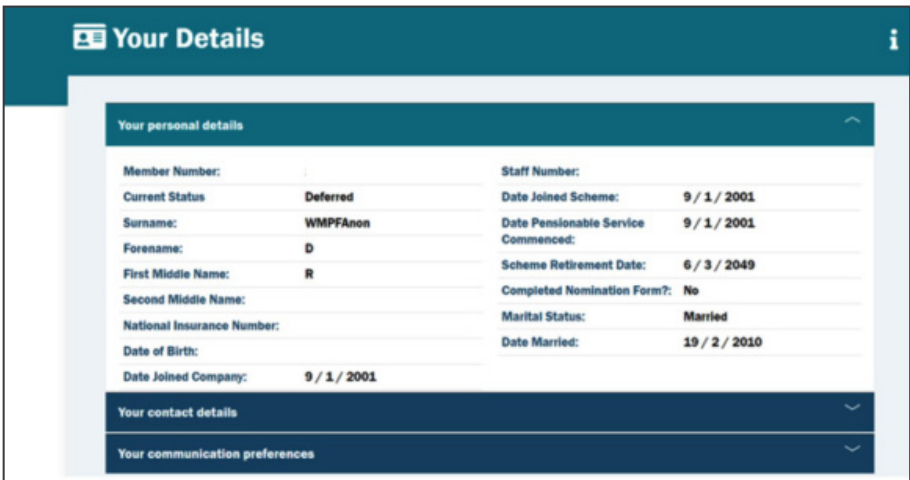 Your Details
i
Your personal details
Member Number:
Current Status Deferred
Surname: WMPFAnon
Forename: D
First Middle Name: R
Second Middle Name:
National Insurance Number:
Date of Birth:
Date Joined Company: 9 / 1 / 2001
Staff Number:
Date Joined Scheme: 9 / 1 / 2001
Date Pensionable Service 9 / 1 / 2001
Commenced:
Scheme Retirement Date: 6 / 3 / 2049
Completed Nomination Form?: No
Marital Status: Married
Date Married: 19 / 2 / 2010
Your contact details
Your communication preferences